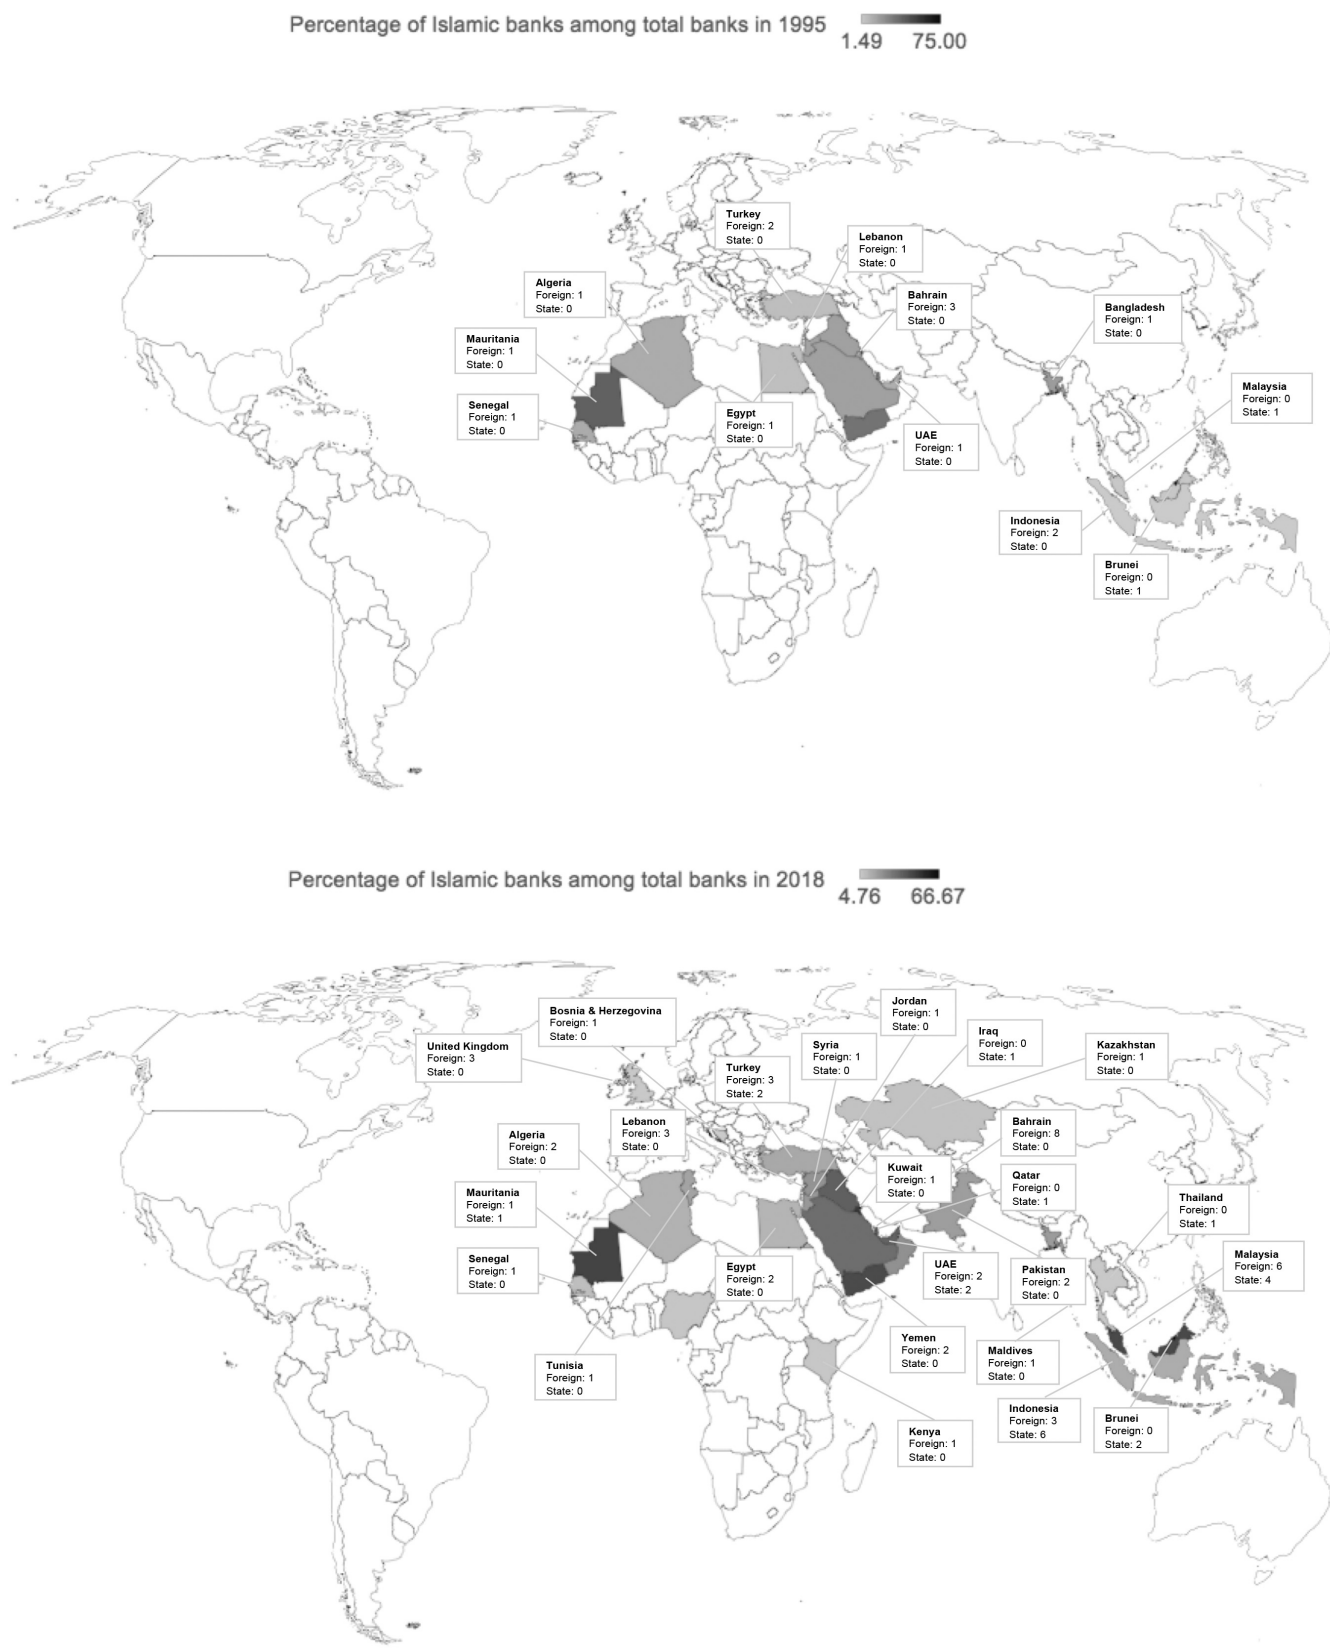 Percentage of Islamic banks among total banks in 1995
1.49 75.00
Turkey
Foreign: 2
State: 0
Lebanon
Foreign: 1
State: 0
Algeria
Foreign: 1
State: 0
Bahrain
Foreign: 3
State: 0
Bangladesh
Foreign: 1
State: 0
Mauritania
Foreign: 1
State: 0
Malaysia
Foreign: 0
State: 1
Senegal
Foreign: 1
State: 0
Egypt
Foreign: 1
State: 0
UAE
Foreign: 1
State: 0
Indonesia
Foreign: 2
State: 0
Brunei
Foreign: 0
State: 1
Percentage of Islamic banks among total banks in 2018
4.76 66.67
Jordan
Foreign: 1
State: 0
Bosnia & Herzegovina
Foreign: 1
State: 0
Iraq
Foreign: 0
State: 1
United Kingdom
Foreign: 3
State: 0
Syria
Foreign: 1
State: 0
Kazakhstan
Foreign: 1
State: 0
Turkey
Foreign: 3
State: 2
Lebanon
Foreign: 3
State: 0
Bahrain
Foreign: 8
State: 0
Algeria
Foreign: 2
State: 0
Kuwait
Foreign: 1
State: 0
Qatar
Foreign: 0
State: 1
Mauritania
Foreign: 1
State: 1
Thailand
Foreign: 0
State: 1
Senegal
Foreign: 1
State: 0
Egypt
Foreign: 2
State: 0
UAE
Foreign: 2
State: 2
Pakistan
Foreign: 2
State: 0
Malaysia
Foreign: 6
State: 4
Yemen
Foreign: 2
State: 0
Maldives
Foreign: 1
State: 0
Tunisia
Foreign: 1
State: 0
Indonesia
Foreign: 3
State: 6
Brunei
Foreign: 0
State: 2
Kenya
Foreign: 1
State: 0